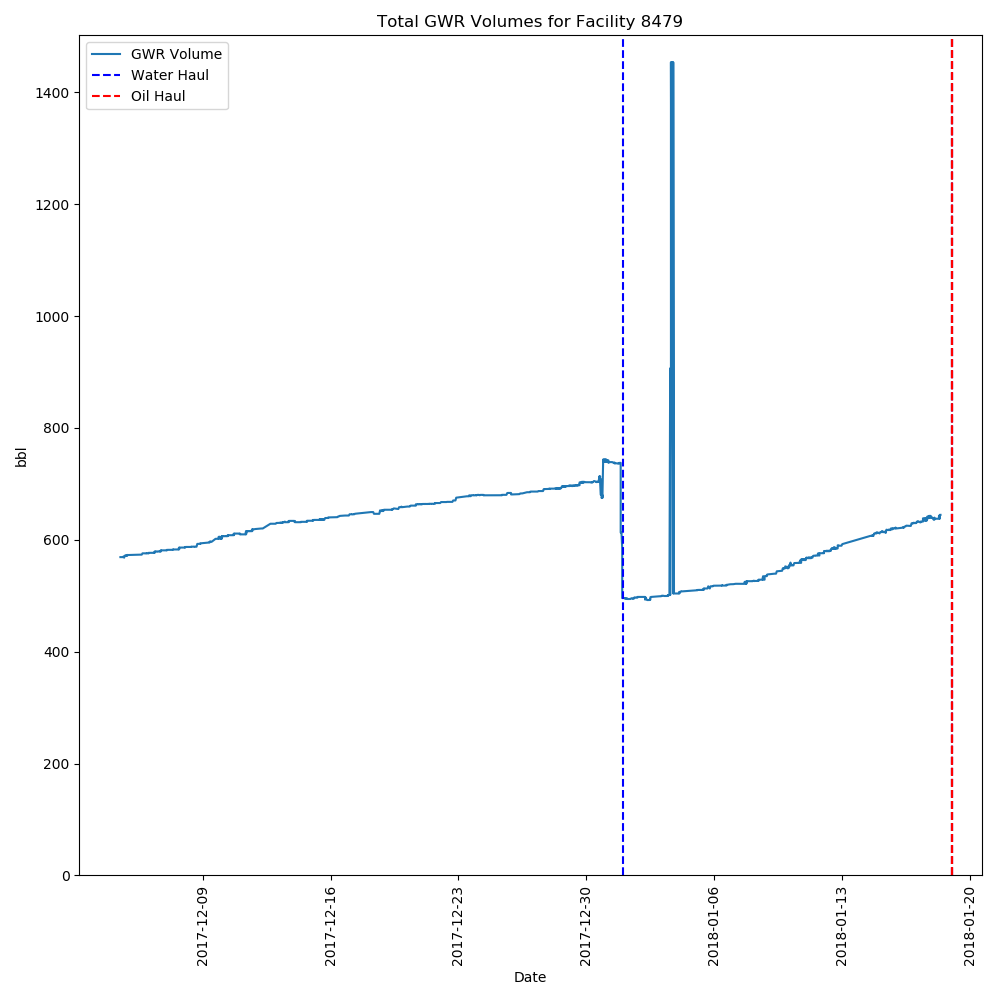 Total GWR Volumes for Facility 8479
GWR Volume
Water Haul
Oil Haul
1400
1200
1000
800
600
400
200
0
bbl
2017-12-09
2017-12-16
2017-12-23
2017-12-30
2018-01-06
2018-01-13
2018-01-20
Date